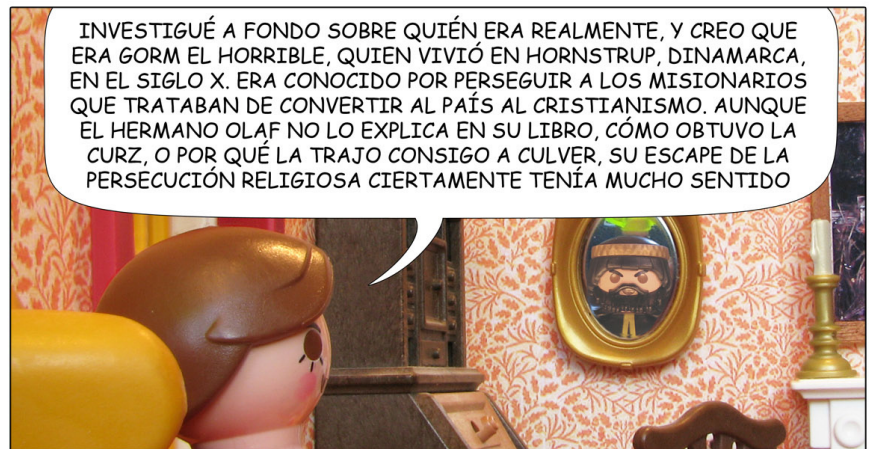 INVESTIGUÉ A FONDO SOBRE QUIÉN ERA REALMENTE, Y CREO QUE
ERA GORM EL HORRIBLE, QUIEN VIVIÓ EN HORNSTRUP, DINAMARCA,
EN EL SIGLO X. ERA CONOCIDO POR PERSEGUIR A LOS MISIONARIOS
QUE TRATABAN DE CONVERTIR AL PAÍS AL CRISTIANISMO. AUNQUE
EL HERMANO OLAF NO LO EXPLICA EN SU LIBRO, CÓMO OBTUVO LA
CURZ, O POR QUÉ LA TRAJO CONSIGO A CULVER, SU ESCAPE DE LA
PERSECUCIÓN RELIGIOSA CIERTAMENTE TENÍA MUCHO SENTIDO